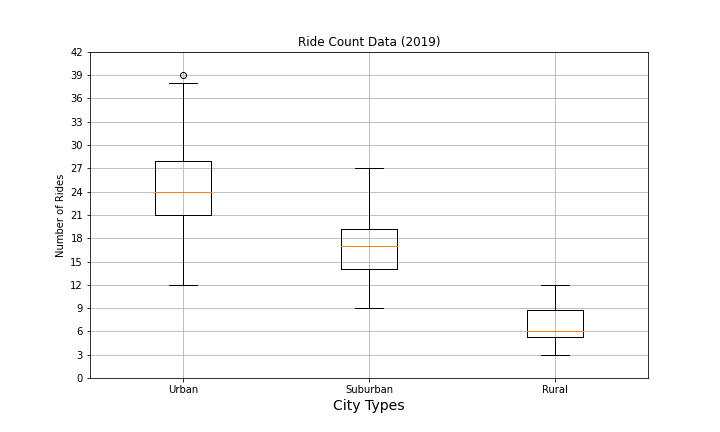 Ride Count Data (2019)
Number of Rides
42
39
36
33
30
27
24
21
18
15
12
9
6
3
0
Urban
Suburban
Rural
City Types